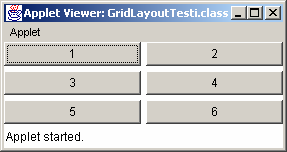 Applet Viewer: GridLayoutTesti.class
Applet
1 2
3 4
5 6
Applet started.